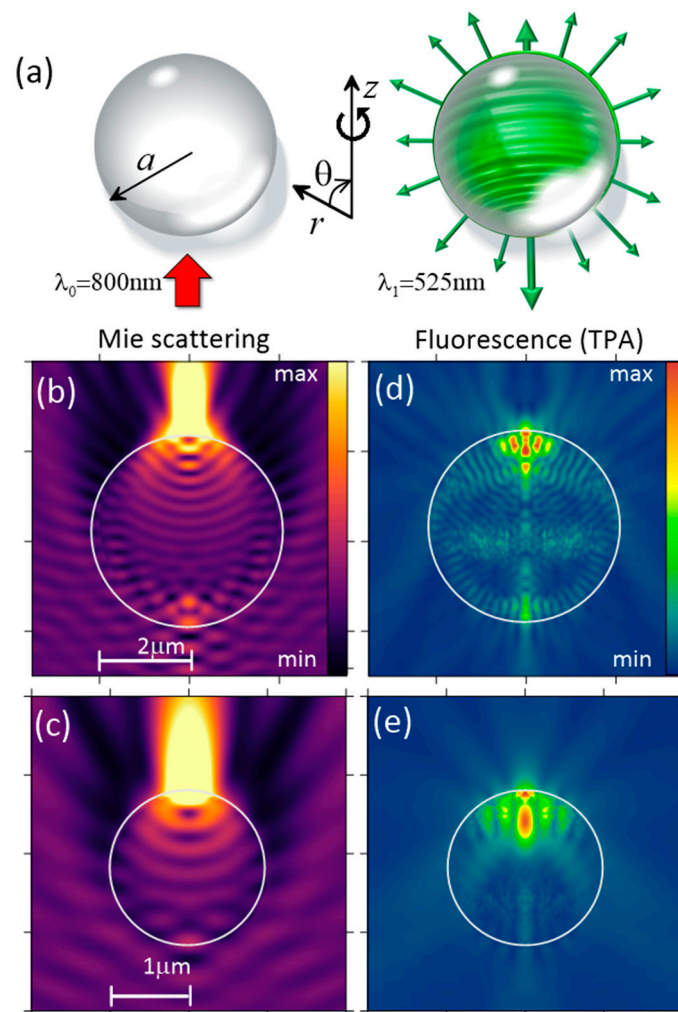 (a)
a
z
θ
r
λ₀=800nm
λ₁=525nm
Mie scattering
Fluorescence (TPA)
(b)
max
(d)
max
2μm
min
min
(c)
(e)
1μm